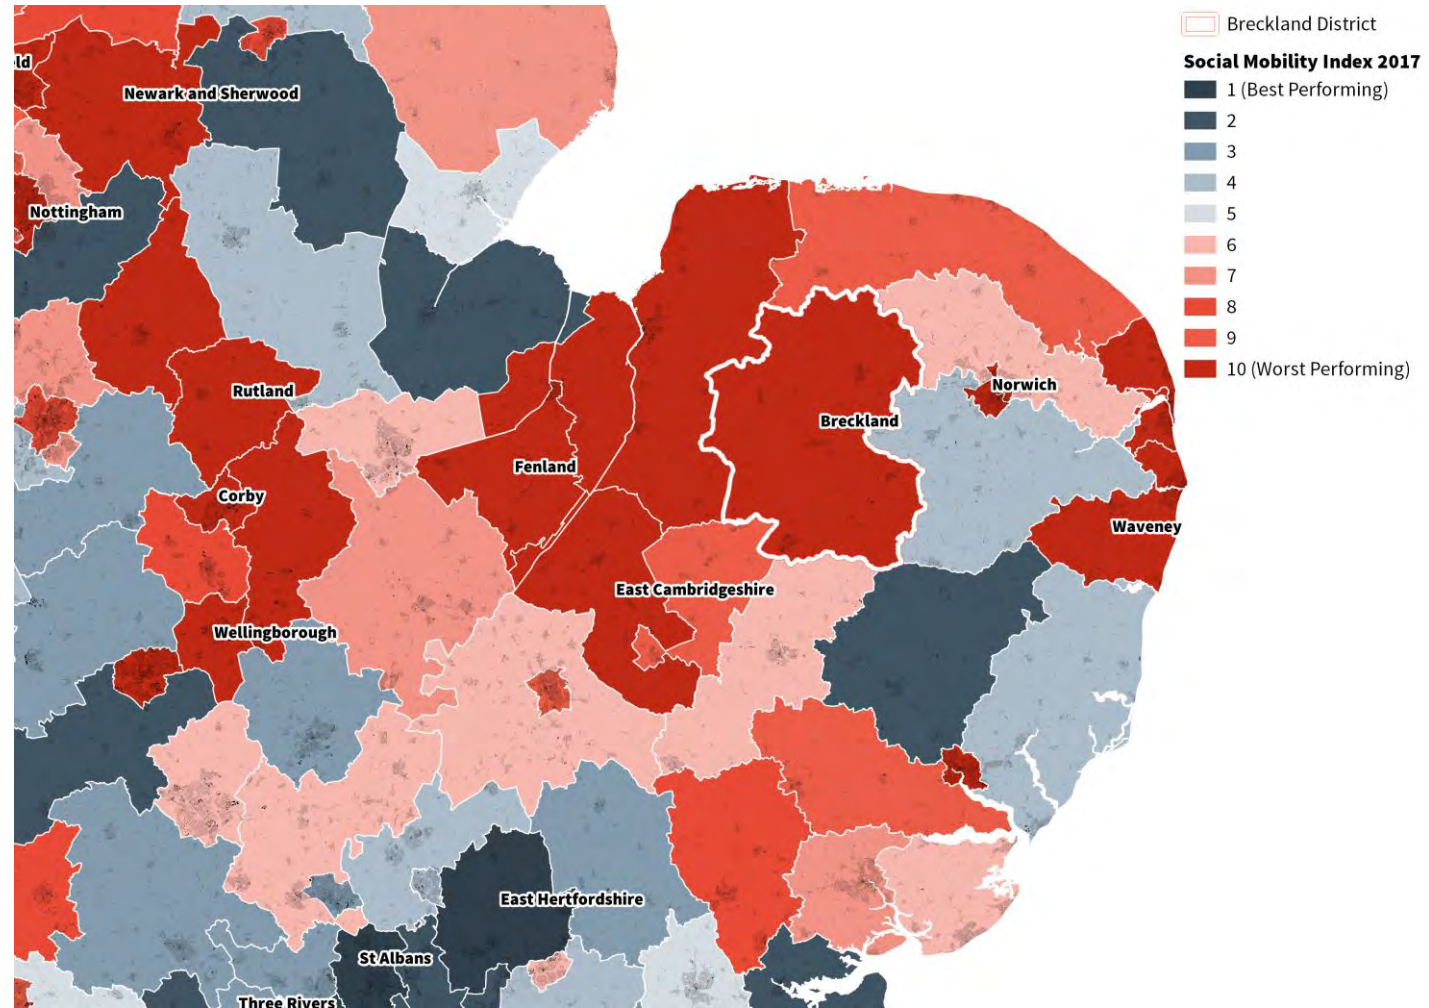 Breckland District
Social Mobility Index 2017
1 (Best Performing)
2
3
4
5
6
7
8
9
10 (Worst Performing)
ld
Newark and Sherwood
Nottingham
Rutland
Norwich
Breckland
Fenland
Corby
Waveney
East Cambridgeshire
Wellingborough
East Hertfordshire
St Albans
Three Rivers